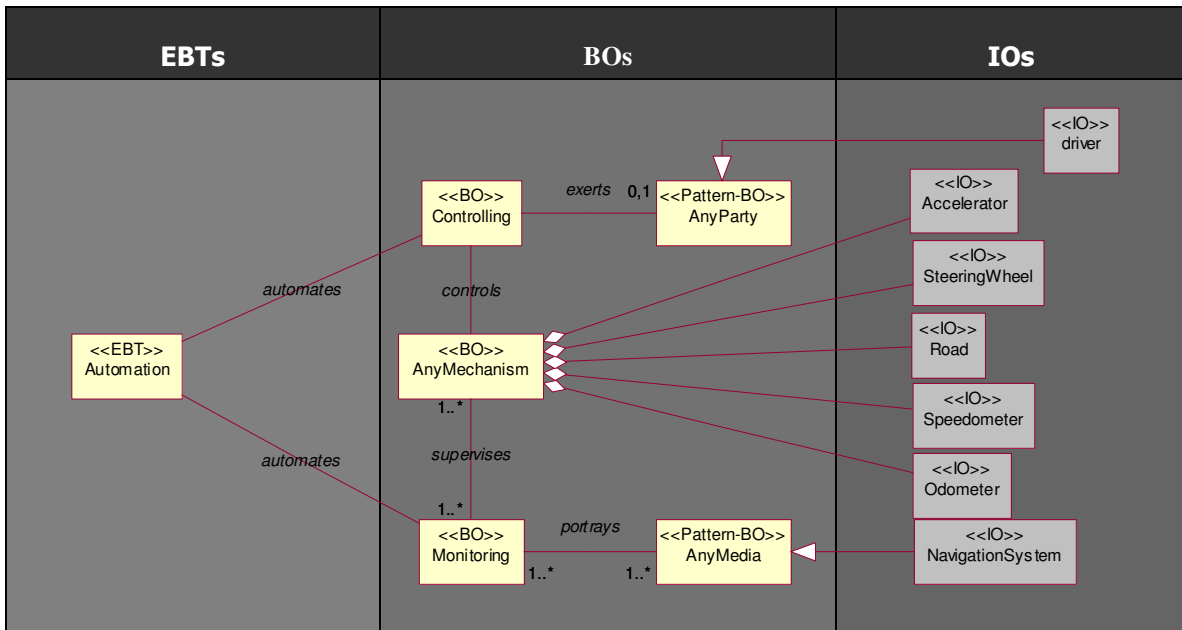 EBTs
BOs
IOs
<<IO>>
driver
<<BO>>
Controlling
exerts
0,1
<<Pattern-BO>>
AnyParty
<<IO>>
Accelerator
<<IO>>
SteeringWheel
automates
controls
<<EBT>>
Automation
<<BO>>
AnyMechanism
<<IO>>
Road
1..*
<<IO>>
Speedometer
automates
supervises
<<IO>>
Odometer
1..*
<<BO>>
Monitoring
portrays
1..*
1..*
<<Pattern-BO>>
AnyMedia
<<IO>>
NavigationSystem